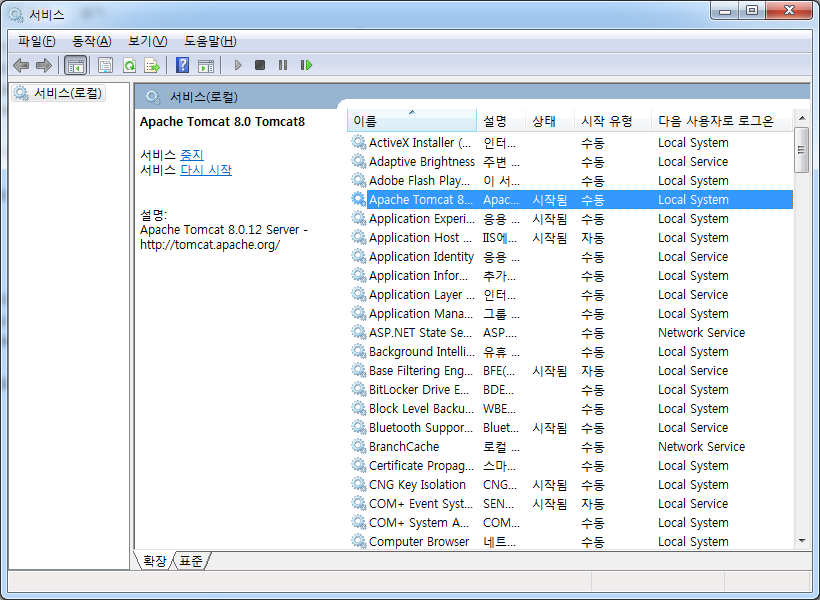 서비스
파일(F) 동작(A) 보기(V) 도움말(H)
서비스(로컬)
서비스(로컬)
Apache Tomcat 8.0 Tomcat8
서비스 중지
서비스 다시 시작
설명:
Apache Tomcat 8.0.12 Server -
http://tomcat.apache.org/
이름 설명 상태 시작 유형 다음 사용자로 로그온
ActiveX Installer (... 인터... 수동 Local System
Adaptive Brightness 주변 ... 수동 Local Service
Adobe Flash Play... 이 서... 수동 Local System
Apache Tomcat 8... Apac... 시작됨 수동 Local System
Application Experi... 응용 ... 시작됨 수동 Local System
Application Host ... IIS에... 시작됨 자동 Local System
Application Identity 응용 ... 수동 Local Service
Application Infor... 추가... 수동 Local System
Application Layer ... 인터... 수동 Local Service
Application Mana... 그룹 ... 수동 Local System
ASP.NET State Se... ASP.... 수동 Network Service
Background Intelli... 유휴 ... 수동 Local System
Base Filtering Eng... BFE(... 시작됨 자동 Local Service
BitLocker Drive E... BDE... 수동 Local System
Block Level Backu... WBE... 수동 Local System
Bluetooth Suppor... Bluet... 시작됨 수동 Local Service
BranchCache 로컬 ... 수동 Network Service
Certificate Propag... 스마... 수동 Local System
CNG Key Isolation CNG... 시작됨 수동 Local System
COM+ Event Syst... SEN... 시작됨 자동 Local Service
COM+ System A... COM... 수동 Local System
Computer Browser 네트... 수동 Local System
확장 표준